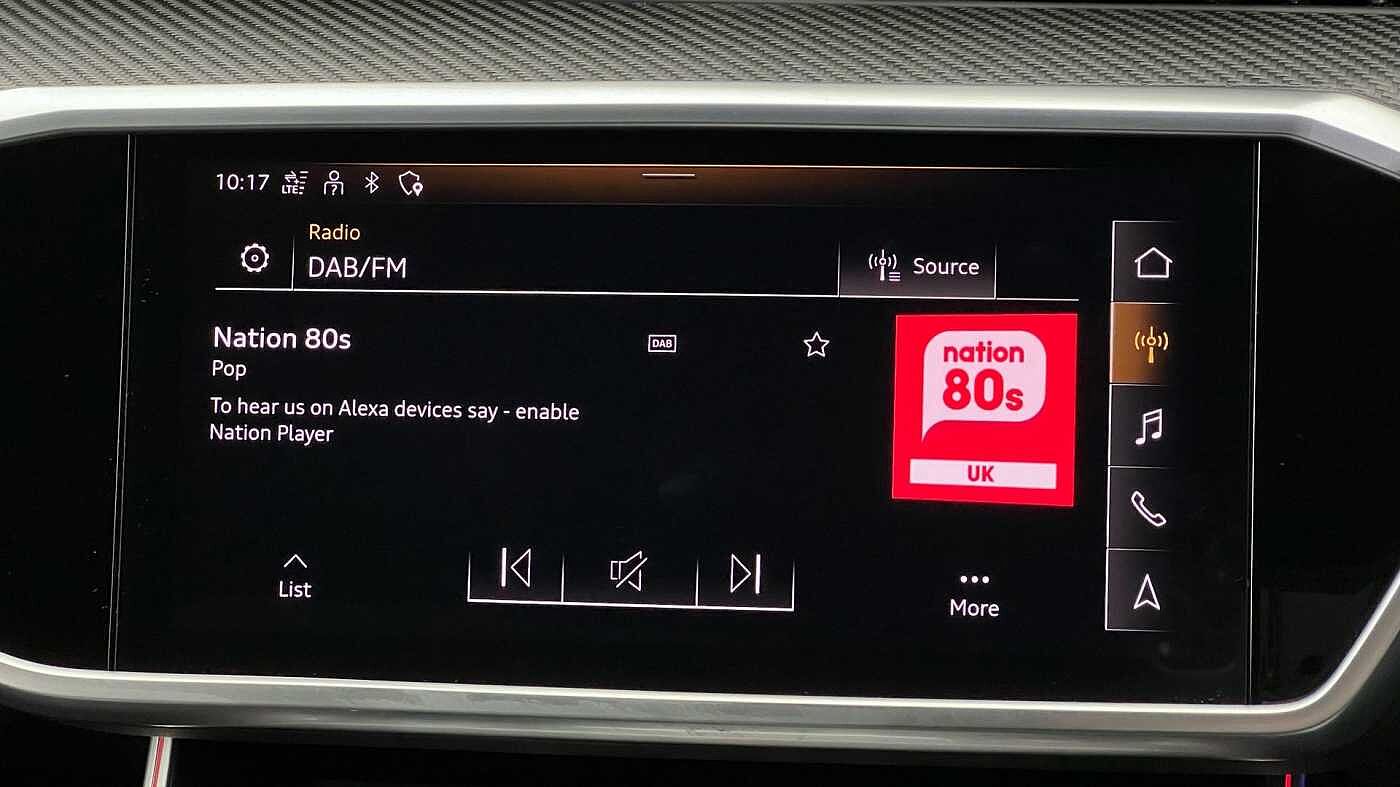 10:17
LTE
Radio
DAB/FM
Source
Nation 80s
DAB
Pop
To hear us on Alexa devices say - enable
Nation Player
nation
80s
UK
List
More